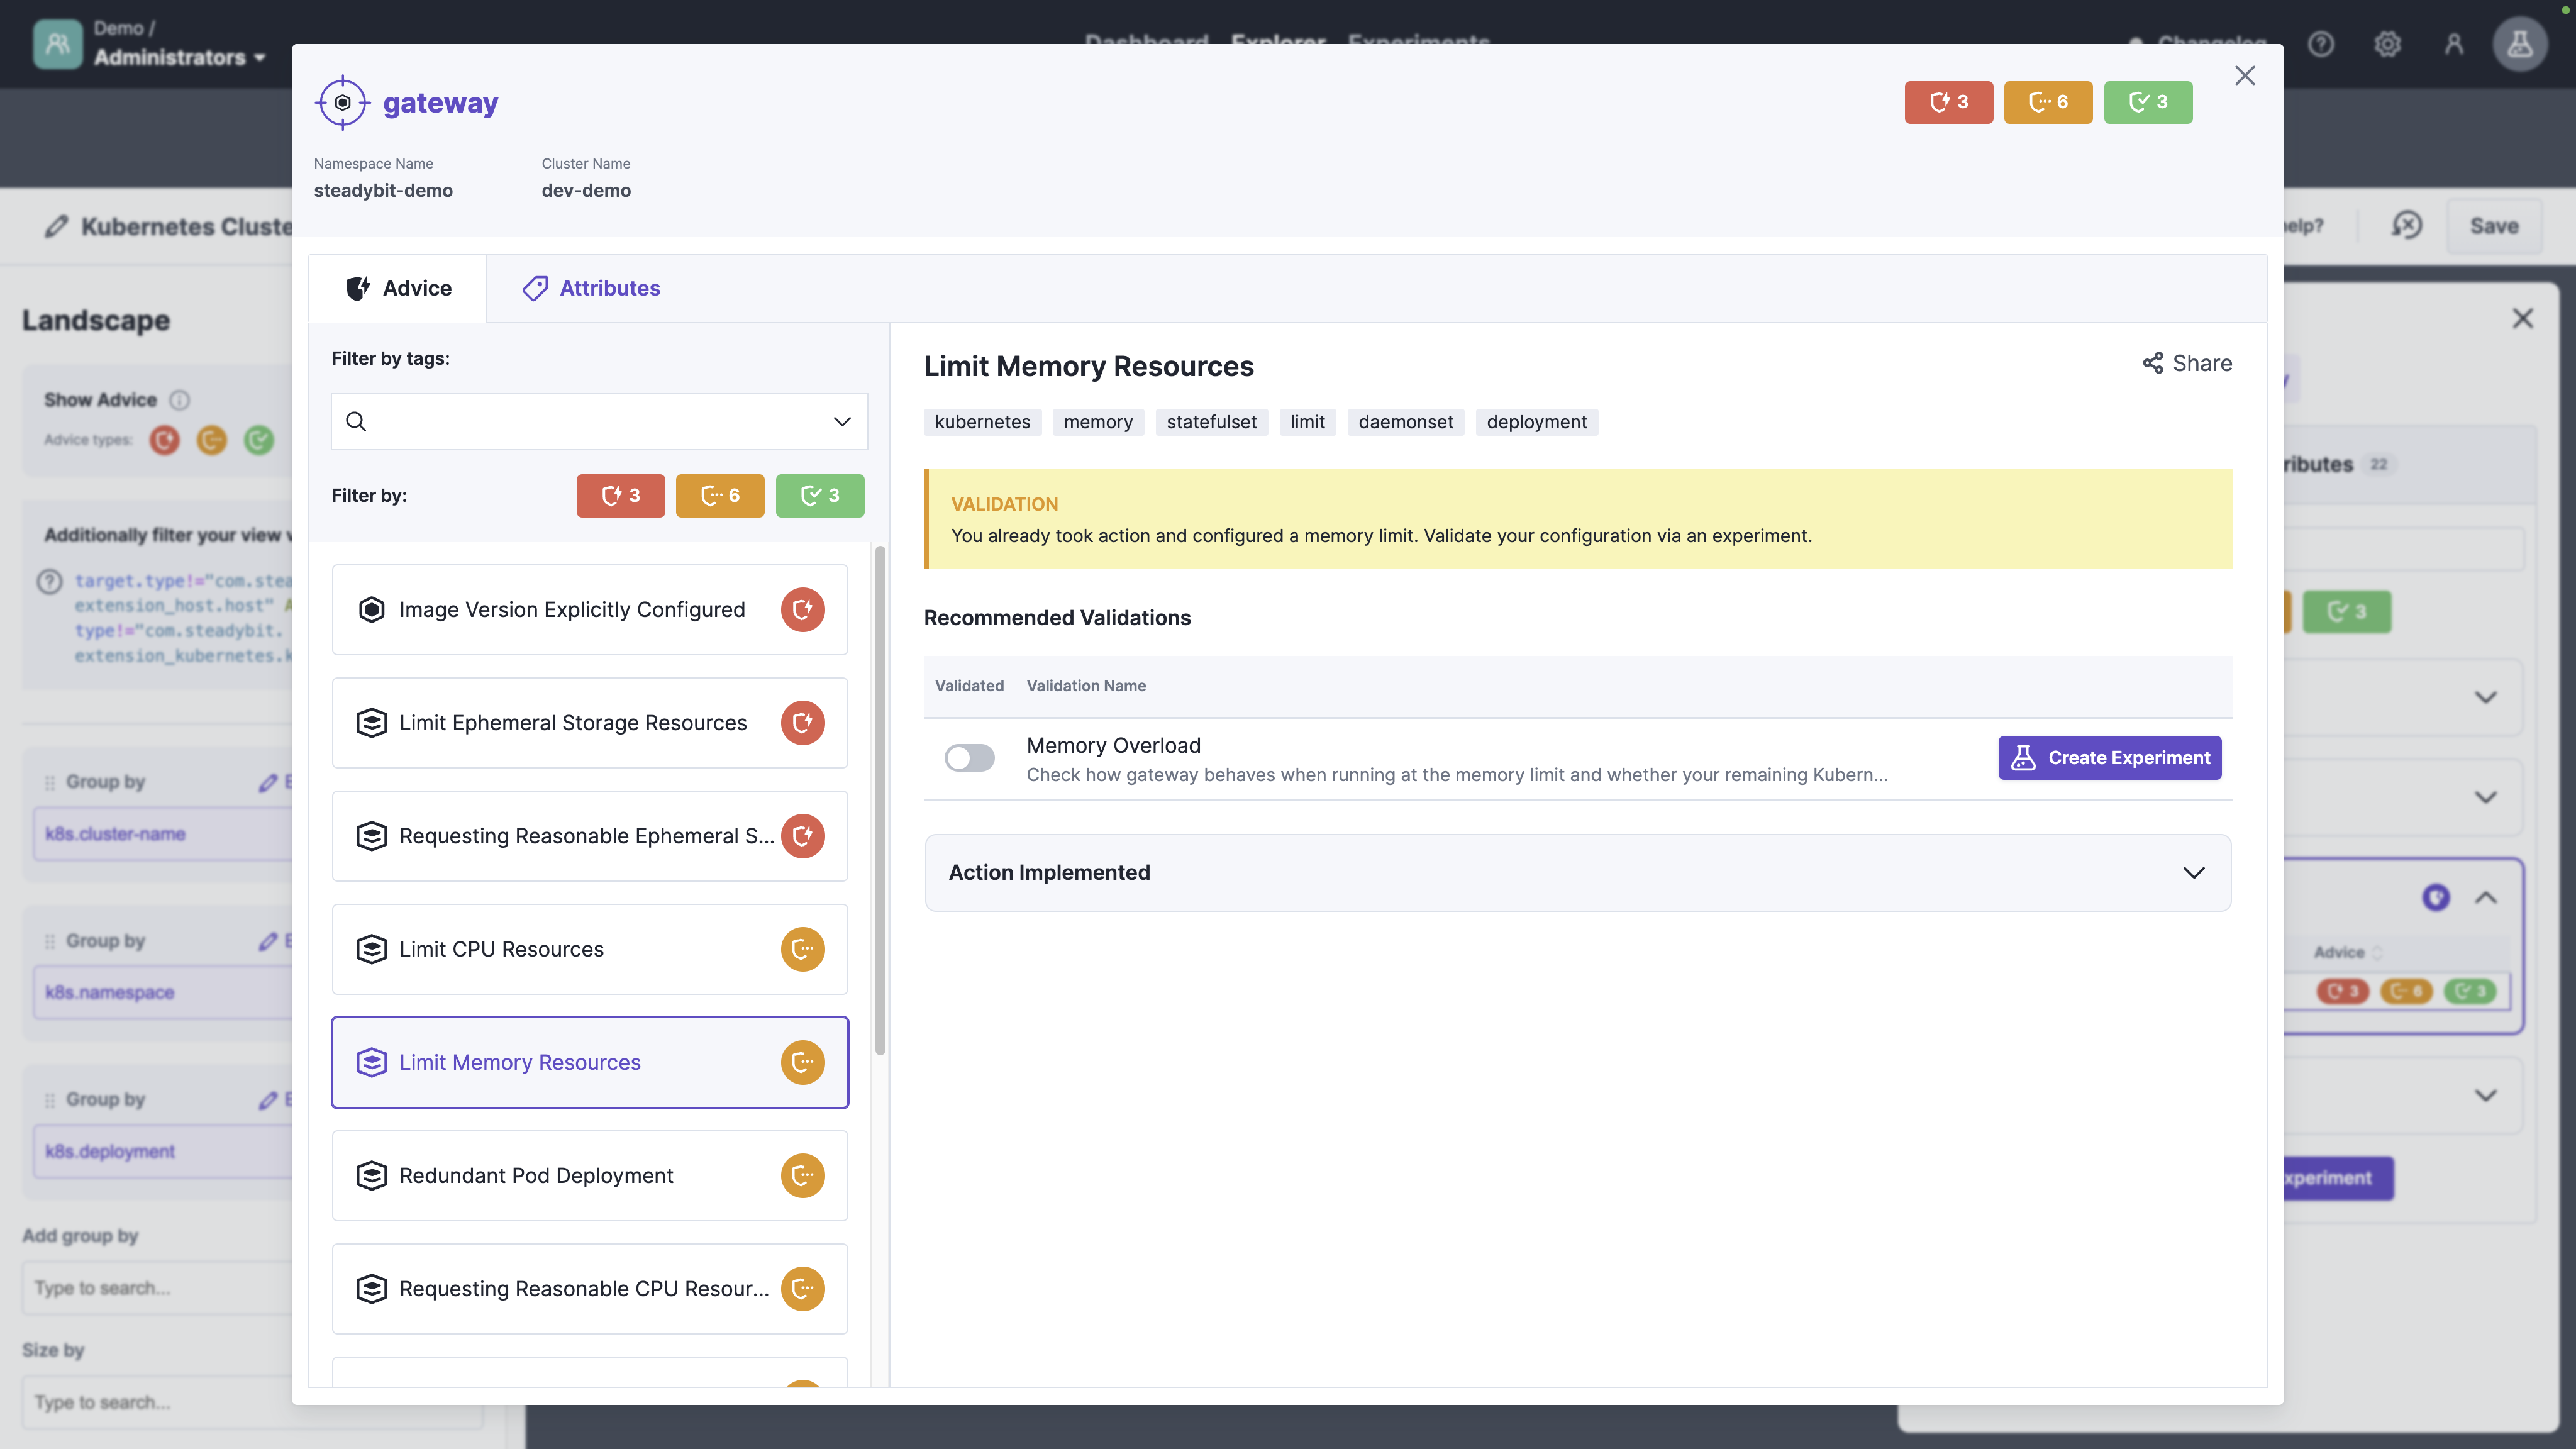 Demo /
Administrators
Dashboard Explorer Experiments
Changelog
gateway
3 6 3
Namespace Name
steadybit-demo
Cluster Name
dev-demo
Kubernetes Cluste
help?
Save
Landscape
Show Advice
Advice types:
Additionally filter your view
target.type!="com.stea
extension_host.host" A
type!="com.steadybit.
extension_kubernetes.k
Group by
k8s.cluster-name
Group by
k8s.namespace
Group by
k8s.deployment
Add group by
Type to search...
Size by
Type to search...
Advice
Attributes
Filter by tags:
Filter by:
3 6 3
Image Version Explicitly Configured
Limit Ephemeral Storage Resources
Requesting Reasonable Ephemeral S...
Limit CPU Resources
Limit Memory Resources
Redundant Pod Deployment
Requesting Reasonable CPU Resour...
Limit Memory Resources
Share
kubernetes memory statefulset limit daemonset deployment
VALIDATION
You already took action and configured a memory limit. Validate your configuration via an experiment.
Recommended Validations
Validated Validation Name
Memory Overload
Check how gateway behaves when running at the memory limit and whether your remaining Kubern...
Create Experiment
Action Implemented
ributes 22
3
Advice
3 6 3
xperiment